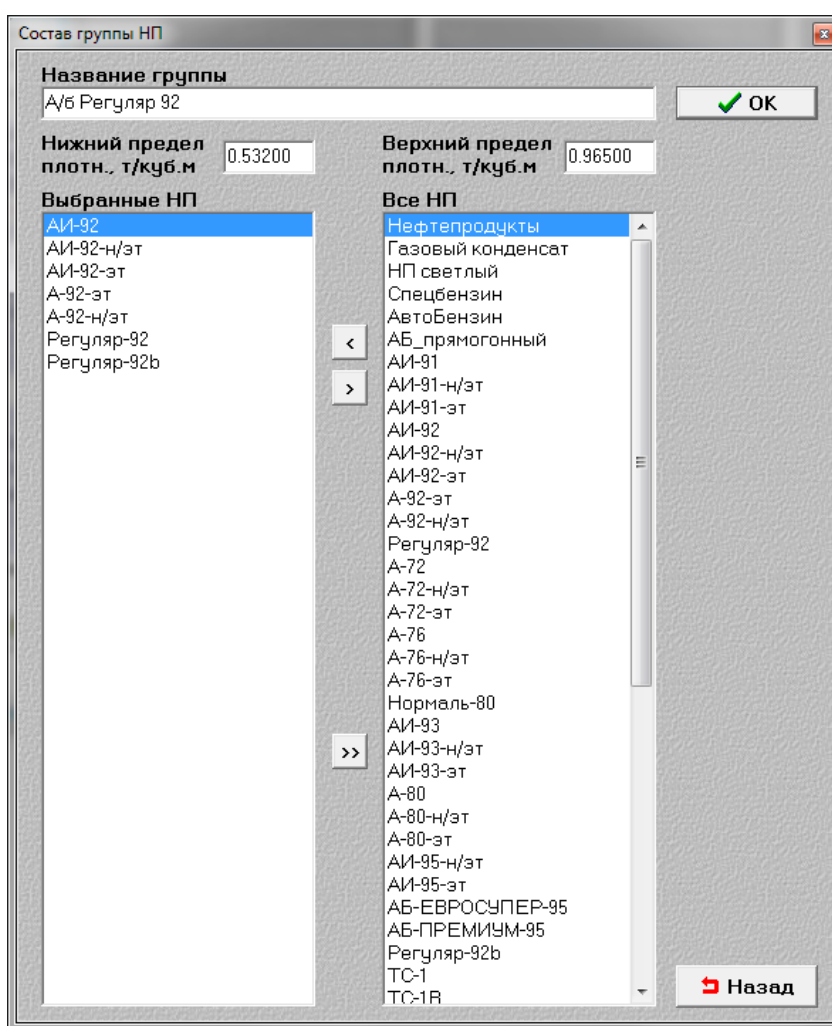 Состав группы НП
Название группы
А/б Регуляр 92
OK
Нижний предел плотн., т/куб.м
0.53200
Верхний предел плотн., т/куб.м
0.96500
Выбранные НП
АИ-92
АИ-92-н/эт
АИ-92-эт
А-92-эт
А-92-н/эт
Регуляр-92
Регуляр-92b
<
>
>>
Все НП
Нефтепродукты
Газовый конденсат
НП светлый
Спецбензин
АвтоБензин
АБ_прямогонный
АИ-91
АИ-91-н/эт
АИ-91-эт
АИ-92
АИ-92-н/эт
АИ-92-эт
А-92-эт
А-92-н/эт
Регуляр-92
А-72
А-72-н/эт
А-72-эт
А-76
А-76-н/эт
А-76-эт
Нормаль-80
АИ-93
АИ-93-н/эт
АИ-93-эт
А-80
А-80-н/эт
А-80-эт
АИ-95-н/эт
АИ-95-эт
АБ-ЕВРОСУПЕР-95
АБ-ПРЕМИУМ-95
Регуляр-92b
ТС-1
ТС-1В
Назад